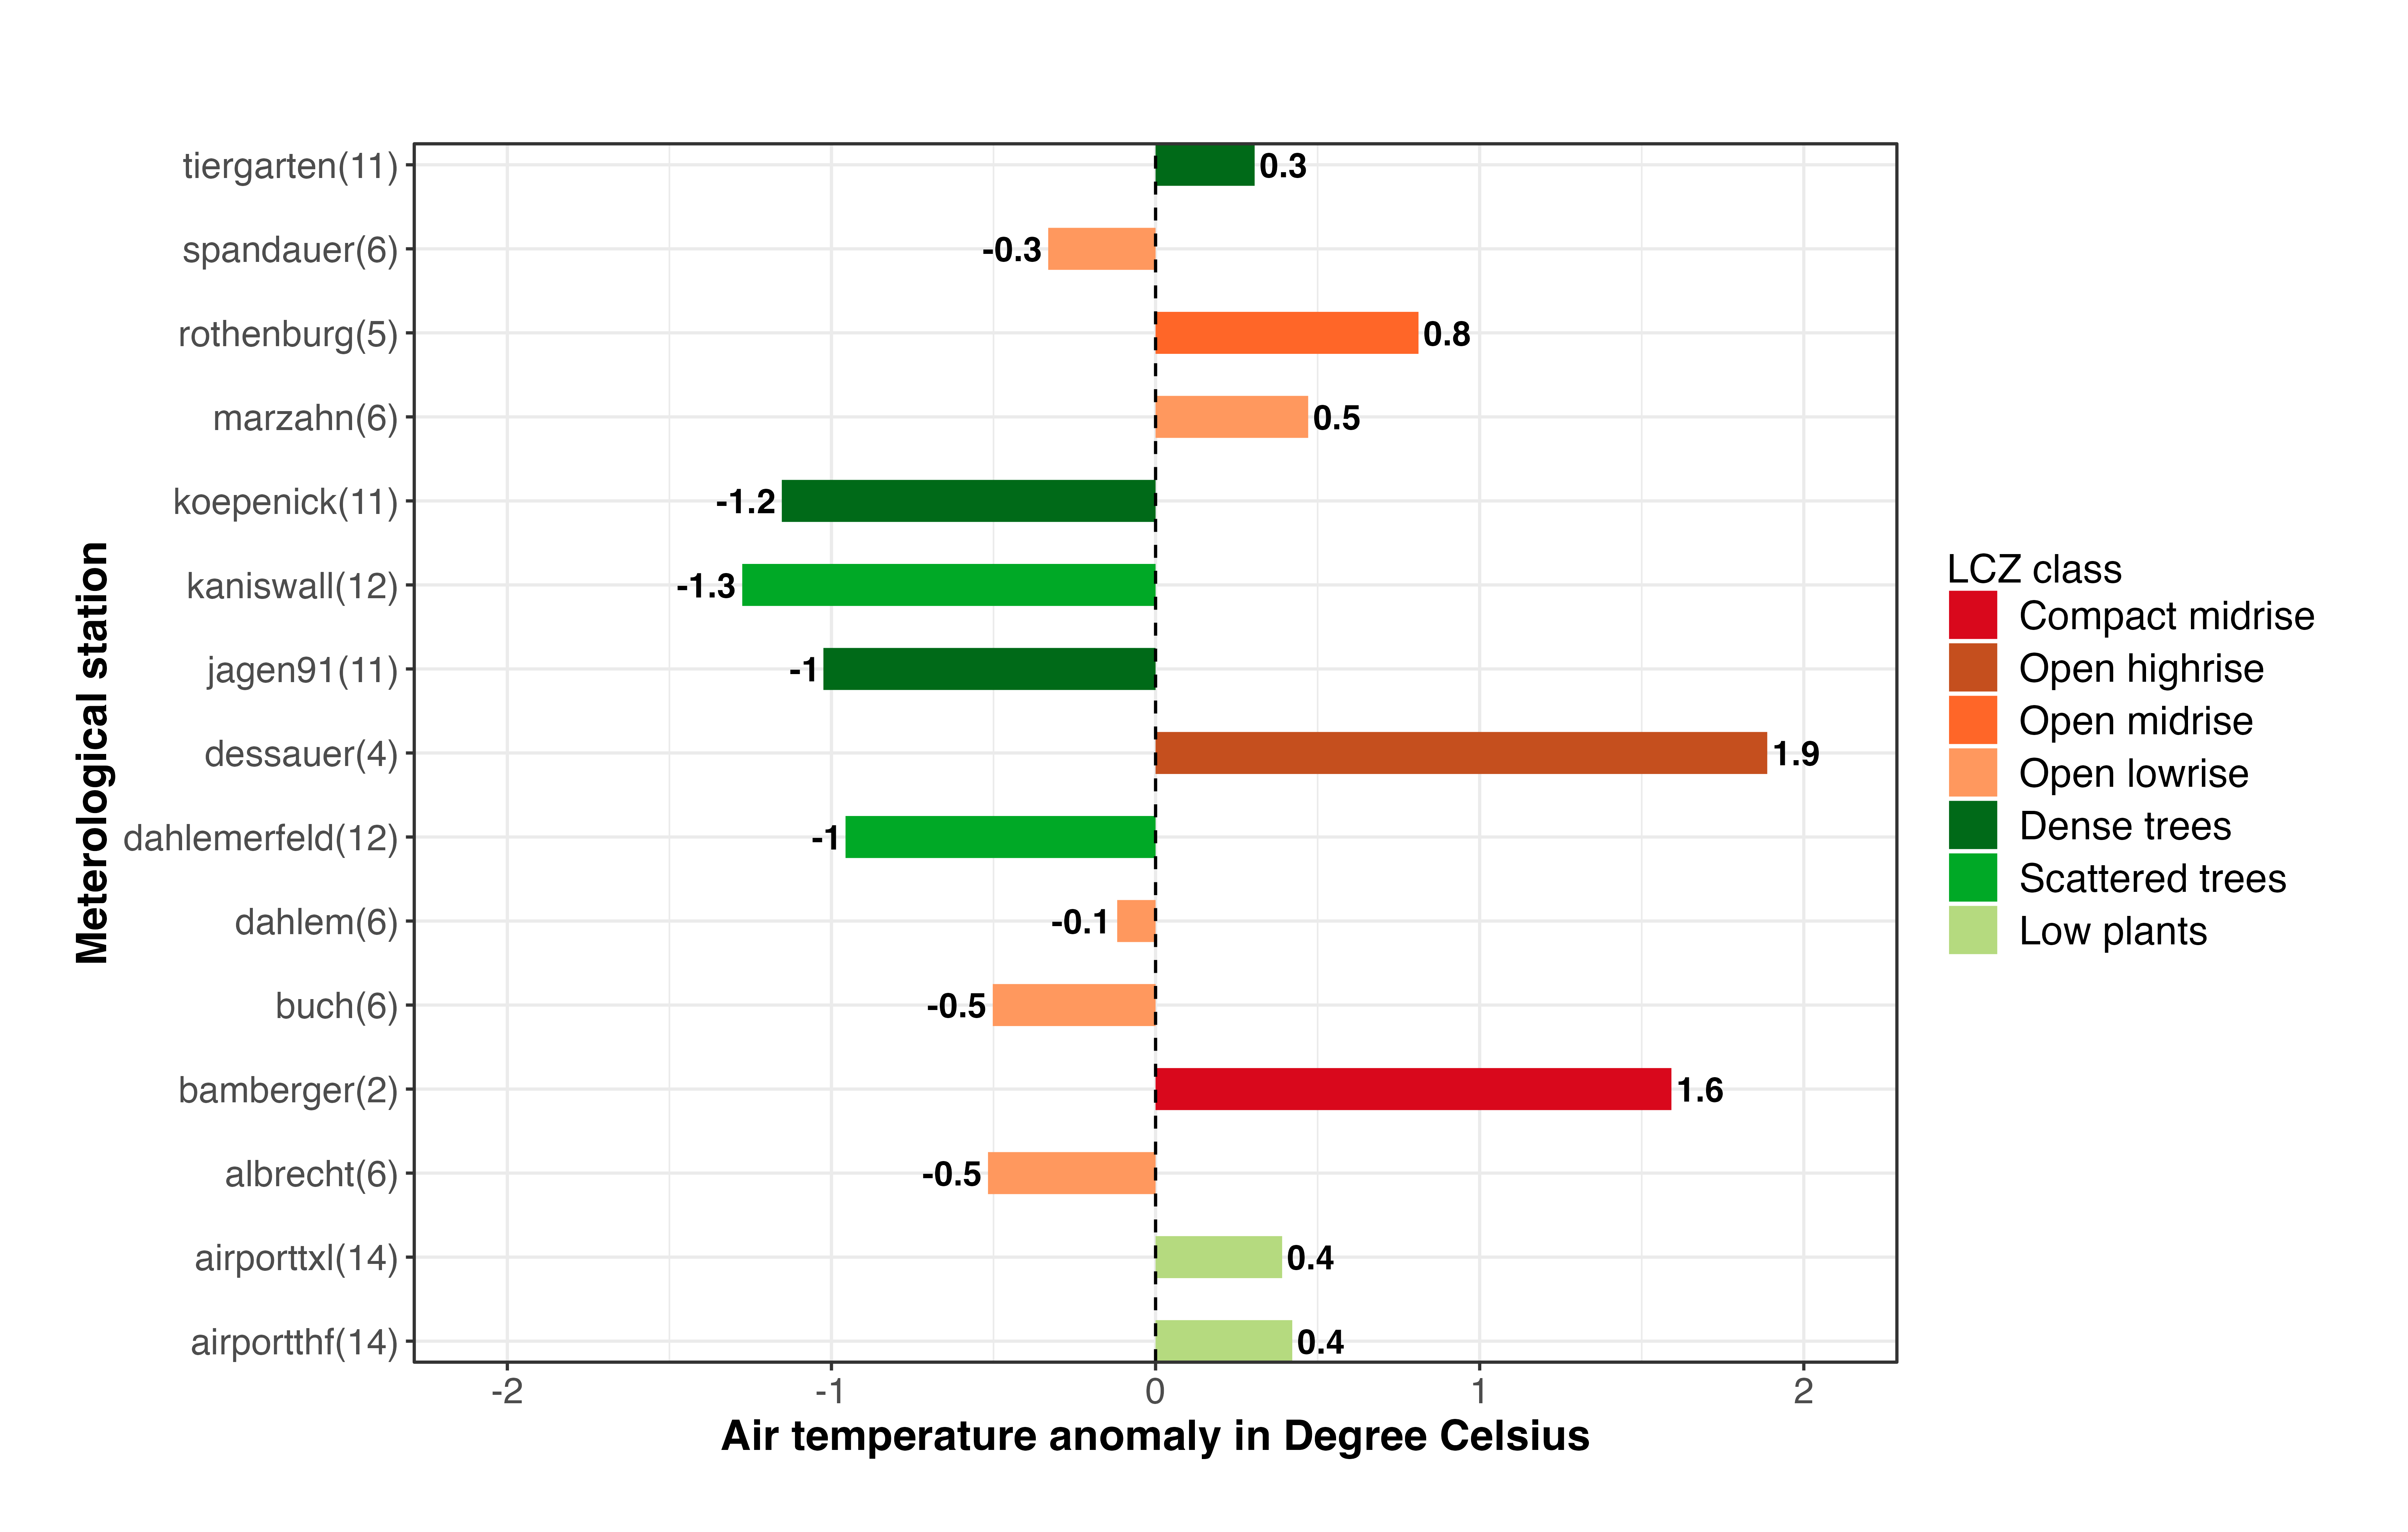 tiergarten(11)
0.3
spandauer(6)
-0.3
rothenburg(5)
0.8
marzahn(6)
0.5
koepenick(11)
-1.2
kaniswall(12)
-1.3
jagen91(11)
-1
dessauer(4)
1.9
dahlemerfeld(12)
-1
dahlem(6)
-0.1
buch(6)
-0.5
bamberger(2)
1.6
albrecht(6)
-0.5
airporttxl(14)
0.4
airportthf(14)
0.4
Meterological station
-2 -1 0 1 2
Air temperature anomaly in Degree Celsius
LCZ class
Compact midrise
Open highrise
Open midrise
Open lowrise
Dense trees
Scattered trees
Low plants